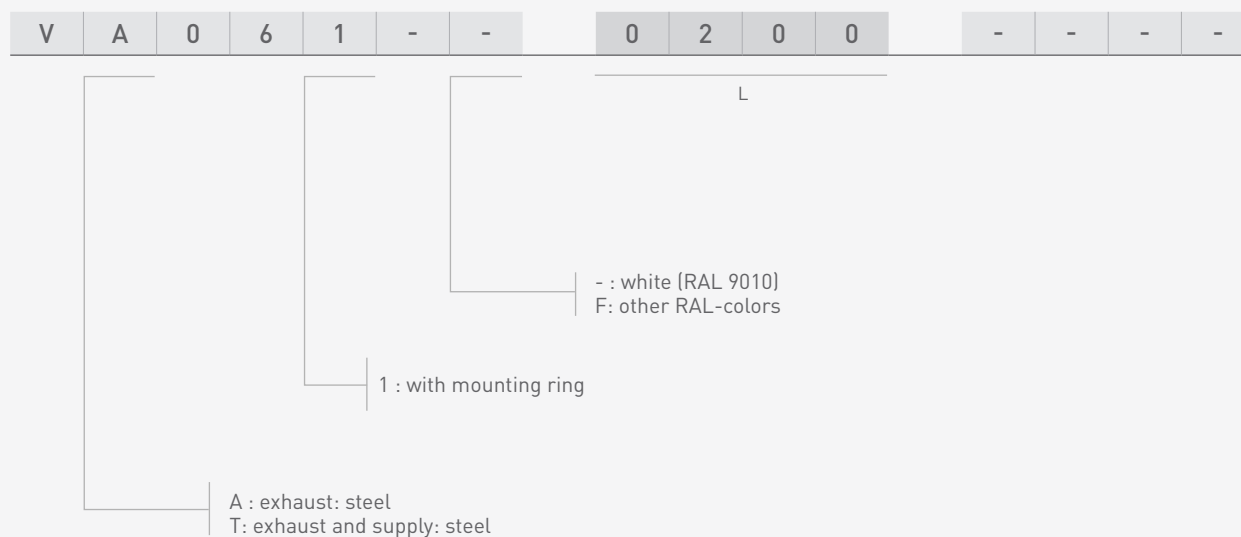 V A 0 6 1 - - 0 2 0 0 - - - -
L
- : white (RAL 9010)
F: other RAL-colors
1 : with mounting ring
A : exhaust: steel
T: exhaust and supply: steel